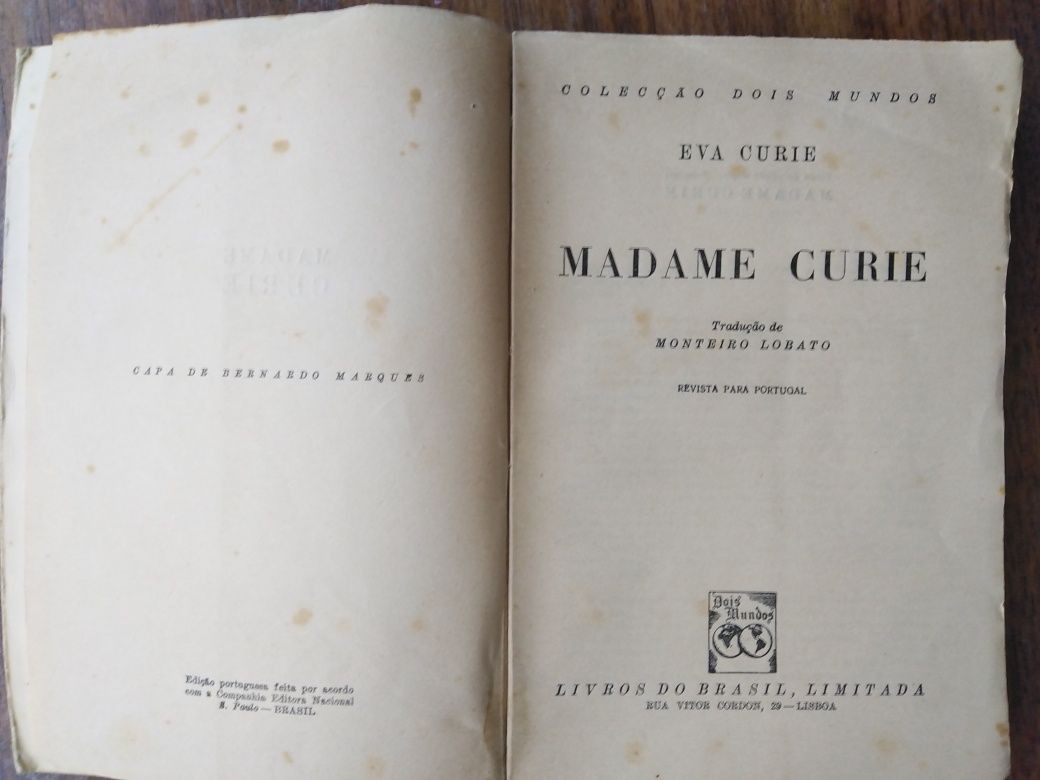 CAPA DE BERNARDO MARQUES
Edição portuguesa feita por acordo
com a Companhia Editora Nacional
S. Paulo — BRASIL
COLECÇÃO DOIS MUNDOS
EVA CURIE
MADAME CURIE
Tradução de
MONTEIRO LOBATO
REVISTA PARA PORTUGAL
Dois
Mundos
LIVROS DO BRASIL, LIMITADA
RUA VITOR CORDON, 29 — LISBOA